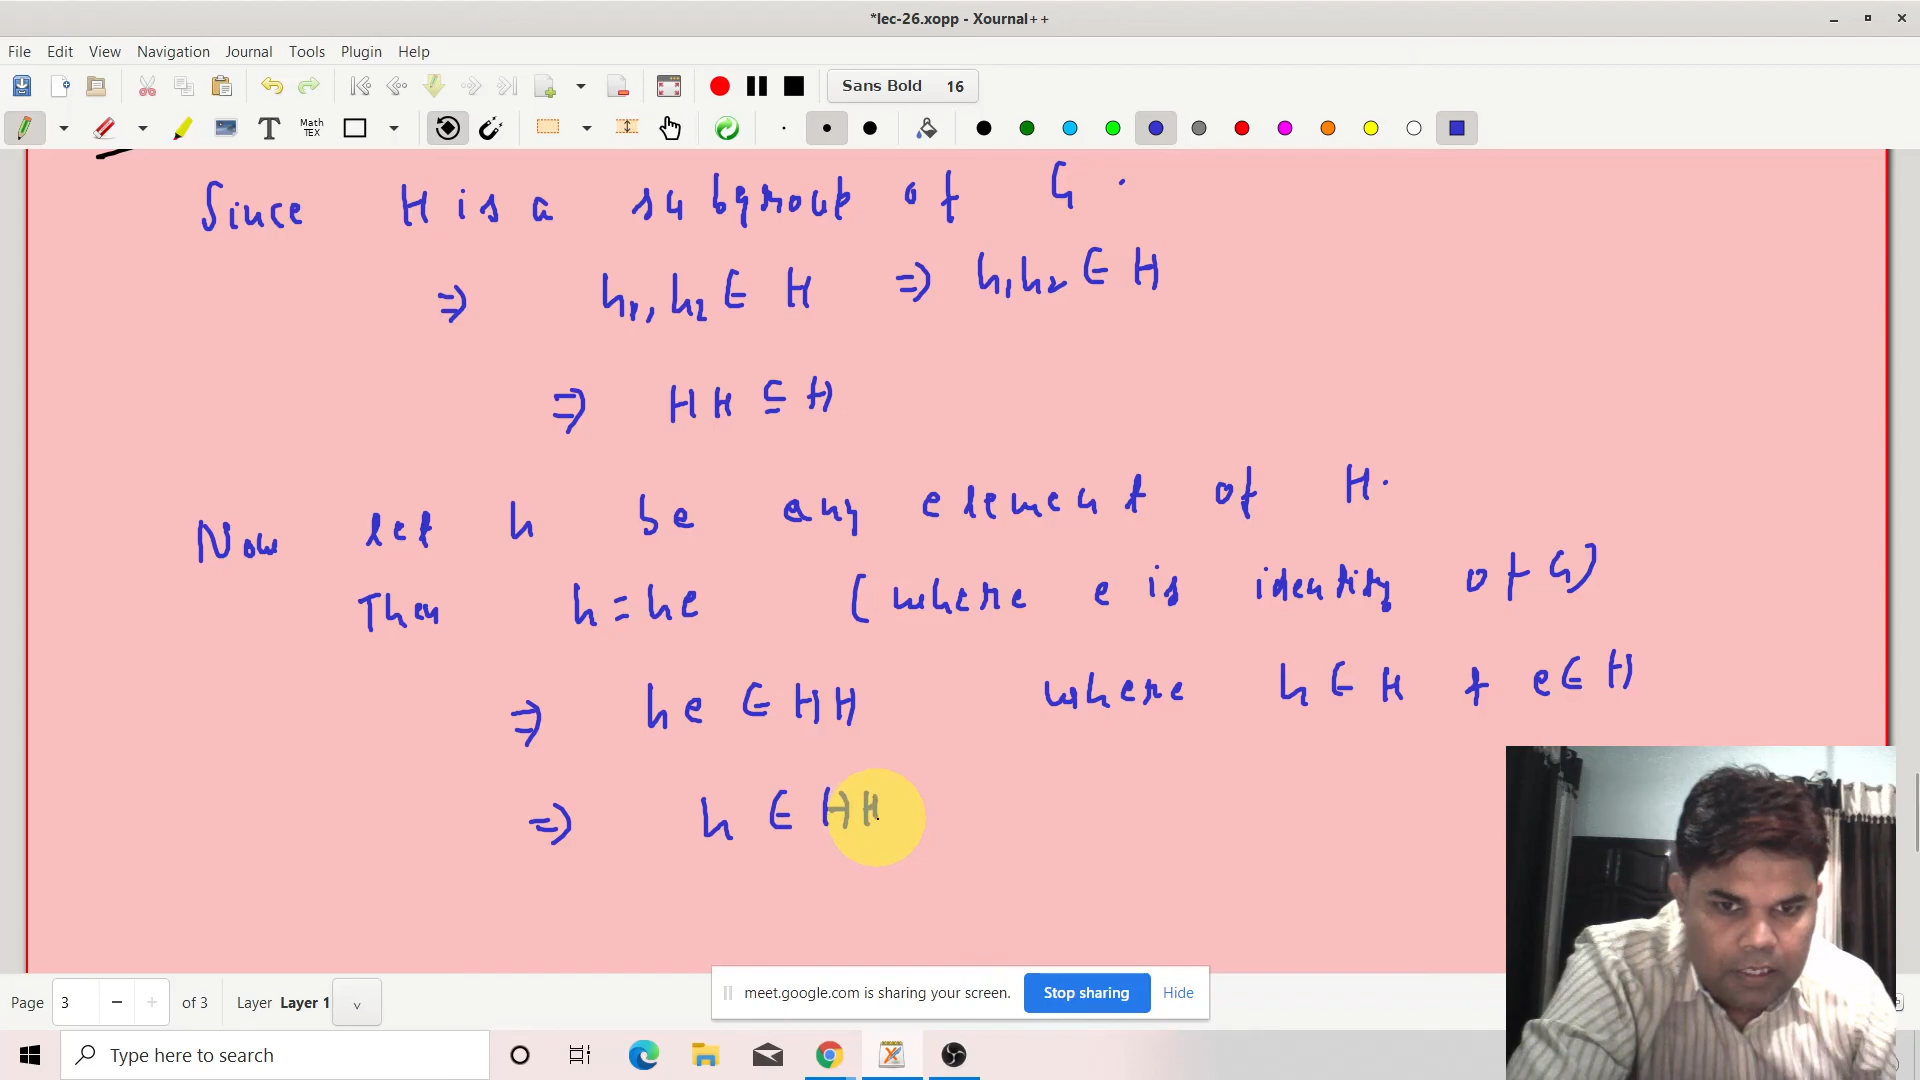 *lec-26.xopp - Xournal++
File Edit View Navigation Journal Tools Plugin Help
Sans Bold 16
Math
TEX
Since H is a subgroup of G.
⇒ h₁, h₂ ∈ H ⇒ h₁h₂ ∈ H
⇒ HH ⊆ H
Now let h be any element of H.
Then h = he (where e is identity of G)
⇒ he ∈ HH where h ∈ H & e ∈ H
⇒ h ∈ HH
meet.google.com is sharing your screen. Stop sharing Hide
Page 3 of 3 Layer Layer 1
Type here to search